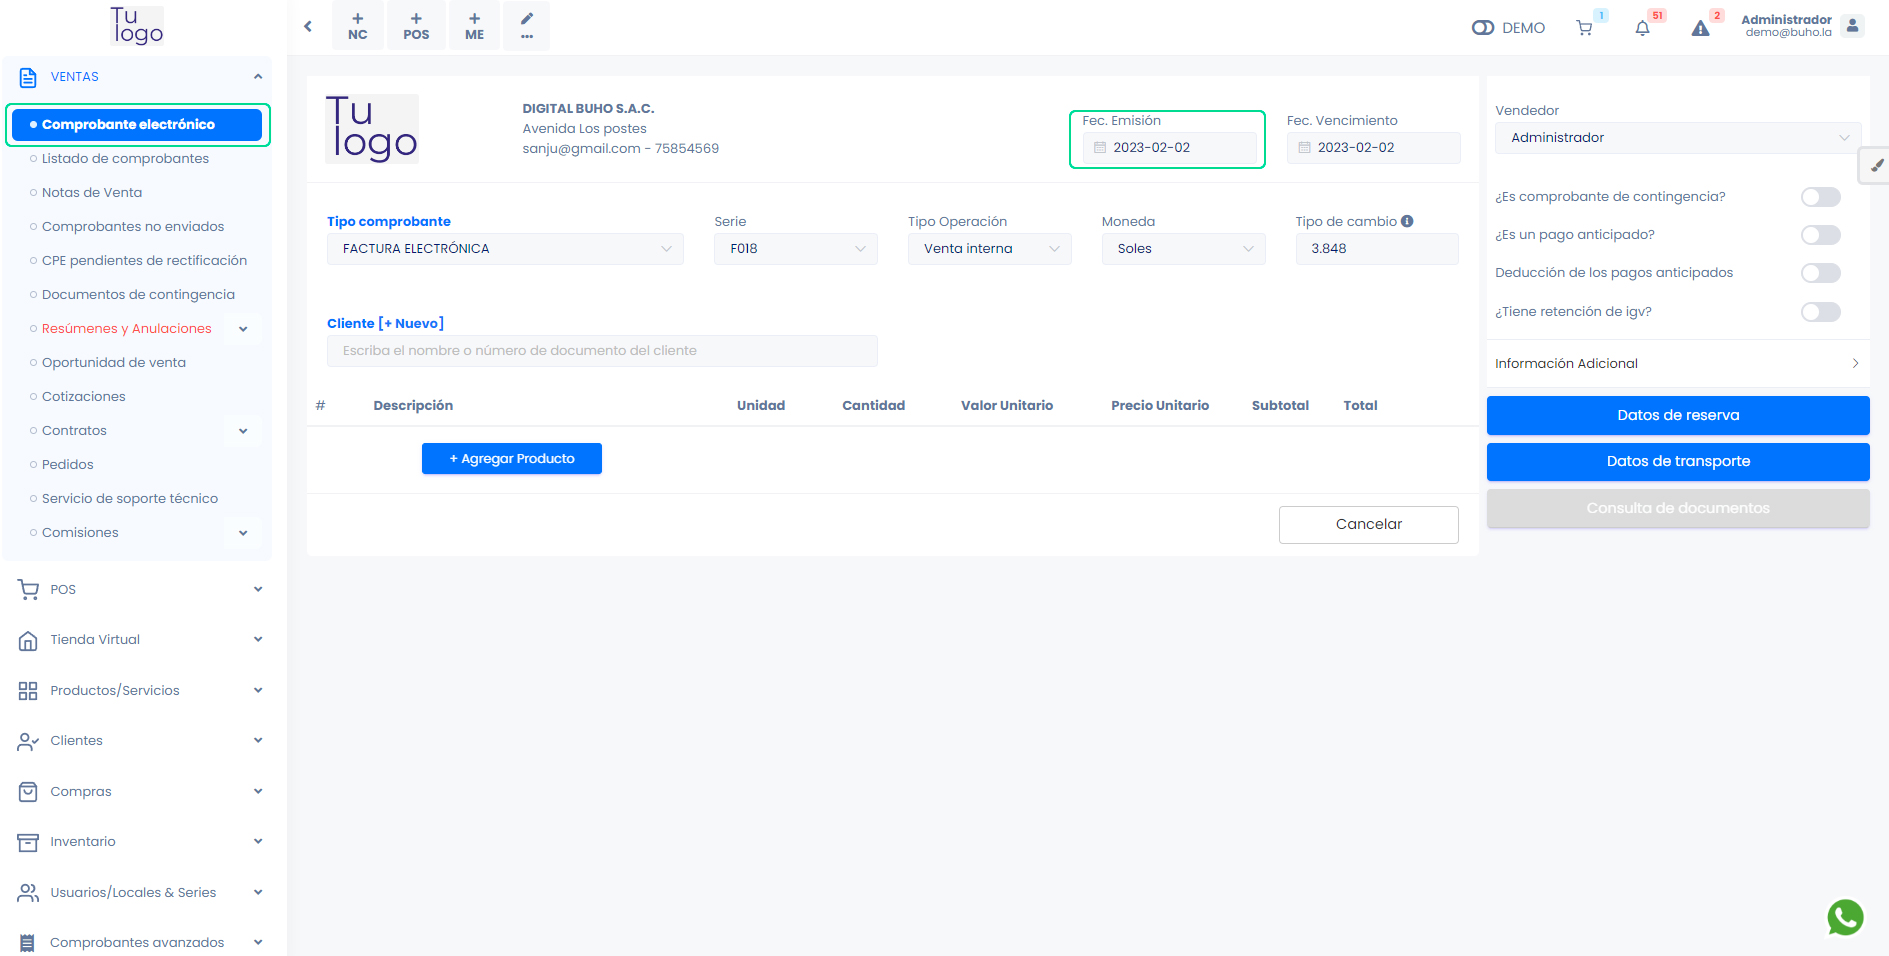 Tu
logo
VENTAS
Comprobante electrónico
Listado de comprobantes
Notas de Venta
Comprobantes no enviados
CPE pendientes de rectificación
Documentos de contingencia
Resúmenes y Anulaciones
Oportunidad de venta
Cotizaciones
Contratos
Pedidos
Servicio de soporte técnico
Comisiones
POS
Tienda Virtual
Productos/Servicios
Clientes
Compras
Inventario
Usuarios/Locales & Series
Comprobantes avanzados
+ NC
+ POS
+ ME
...
DEMO
1
51
2
Administrador
demo@buho.la
Tu
logo
DIGITAL BUHO S.A.C.
Avenida Los postes
sanju@gmail.com - 75854569
Fec. Emisión
2023-02-02
Fec. Vencimiento
2023-02-02
Tipo comprobante
FACTURA ELECTRÓNICA
Serie
F018
Tipo Operación
Venta interna
Moneda
Soles
Tipo de cambio
3.848
Cliente [+ Nuevo]
Escriba el nombre o número de documento del cliente
# Descripción Unidad Cantidad Valor Unitario Precio Unitario Subtotal Total
+ Agregar Producto
Cancelar
Vendedor
Administrador
¿Es comprobante de contingencia?
¿Es un pago anticipado?
Deducción de los pagos anticipados
¿Tiene retención de igv?
Información Adicional
Datos de reserva
Datos de transporte
Consulta de documentos